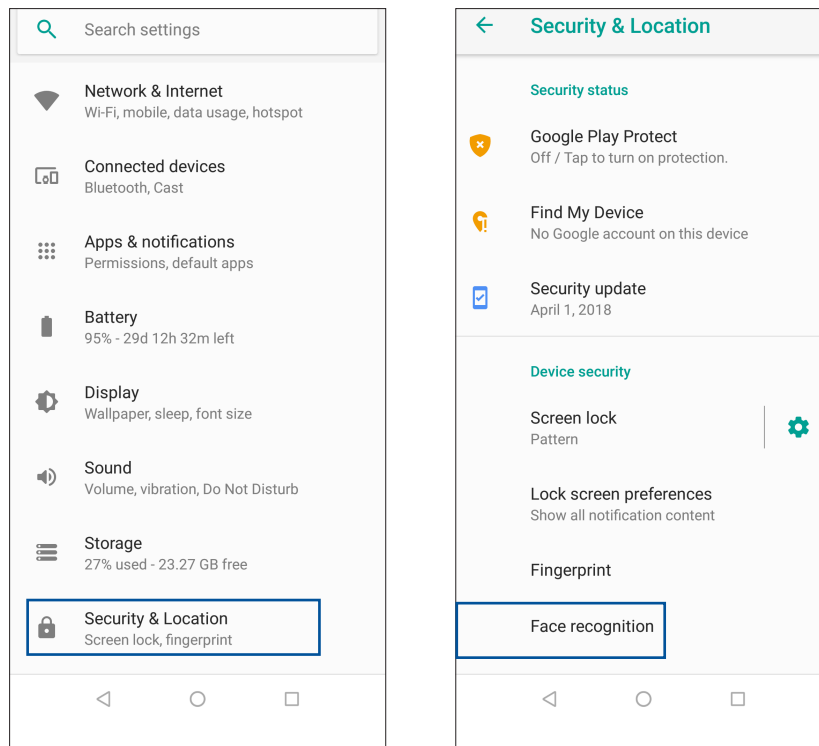 Search settings
Network & Internet
Wi-Fi, mobile, data usage, hotspot
Connected devices
Bluetooth, Cast
Apps & notifications
Permissions, default apps
Battery
95% - 29d 12h 32m left
Display
Wallpaper, sleep, font size
Sound
Volume, vibration, Do Not Disturb
Storage
27% used - 23.27 GB free
Security & Location
Screen lock, fingerprint
Security & Location
Security status
Google Play Protect
Off / Tap to turn on protection.
Find My Device
No Google account on this device
Security update
April 1, 2018
Device security
Screen lock
Pattern
Lock screen preferences
Show all notification content
Fingerprint
Face recognition